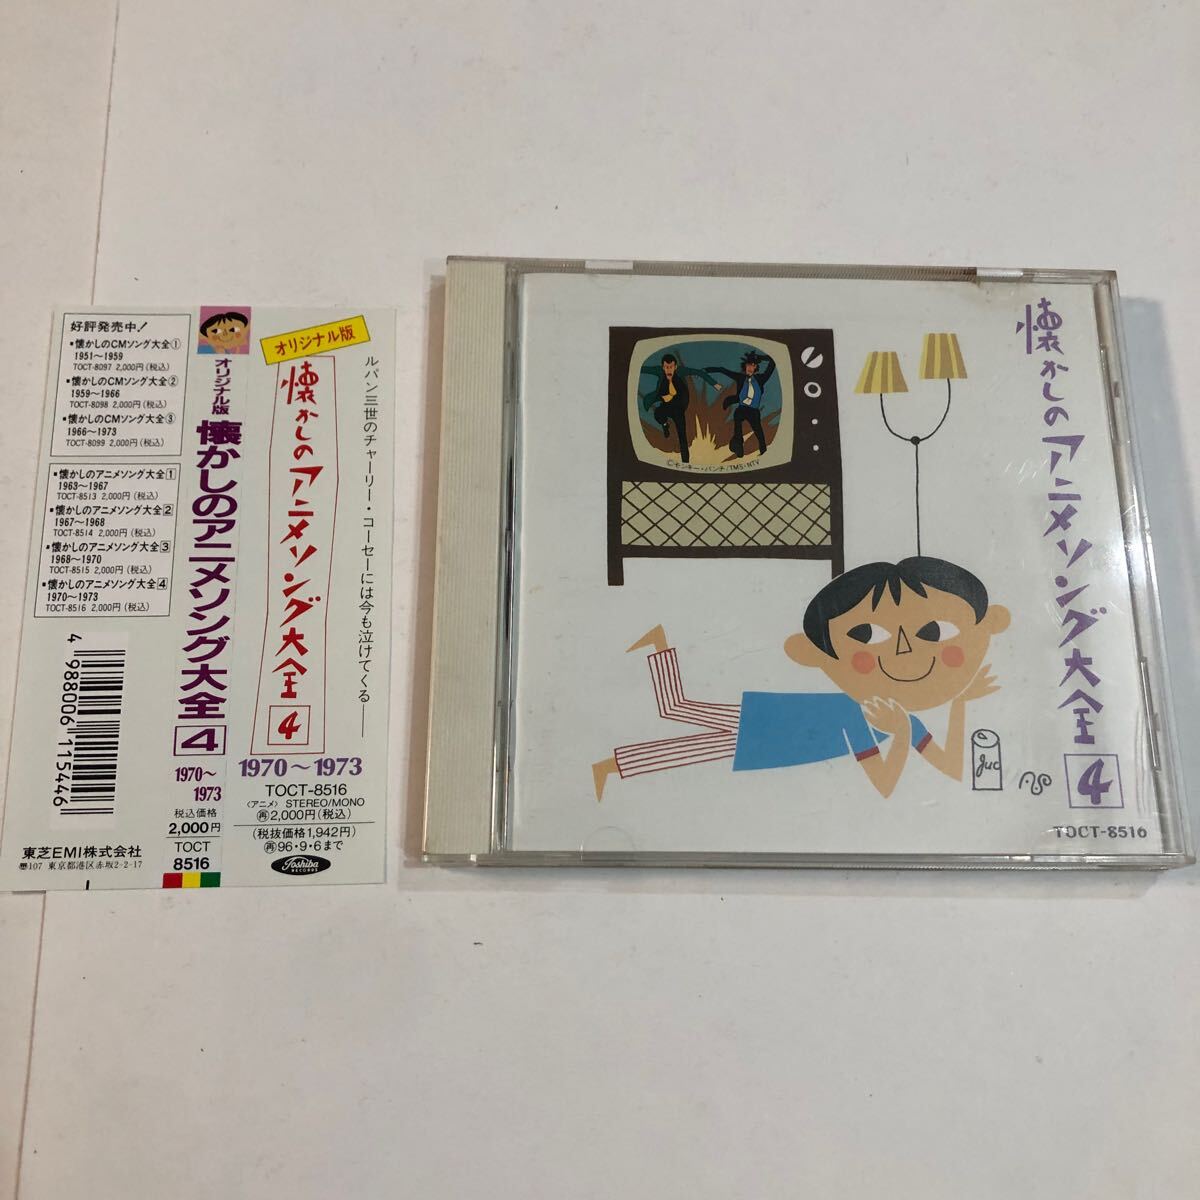 好評発売中！
▪懐かしのCMソング大全①
1951〜1959
TOCT-8097 2,000円(税込)
▪懐かしのCMソング大全②
1959〜1966
TOCT-8098 2,000円(税込)
▪懐かしのCMソング大全③
1966〜1973
TOCT-8099 2,000円(税込)
▪懐かしのアニメソング大全1
1963〜1967
TOCT-8513 2,000円(税込)
▪懐かしのアニメソング大全2
1967〜1968
TOCT-8514 2,000円(税込)
▪懐かしのアニメソング大全3
1968〜1970
TOCT-8515 2,000円(税込)
▪懐かしのアニメソング大全4
1970〜1973
TOCT-8516 2,000円(税込)
4 988006 115446
東芝EMI株式会社
〒107 東京都港区赤坂2-2-17
オリジナル版
懐かしのアニメソング大全4
1970〜
1973
税込価格
2,000円
TOCT
8516
オリジナル版
懐かしのアニメソング大全4
ルパン三世のチャーリー・コーセーには今も泣けてくる――
1970〜1973
TOCT-8516
〈アニメ〉 STEREO/MONO
再2,000円(税込)
(税抜価格1,942円)
再96・9・6まで
Toshiba
RECORDS
©モンキー・パンチ/TMS・NTV
懐かしのアニメソング大全4
Juc
TOCT-8516